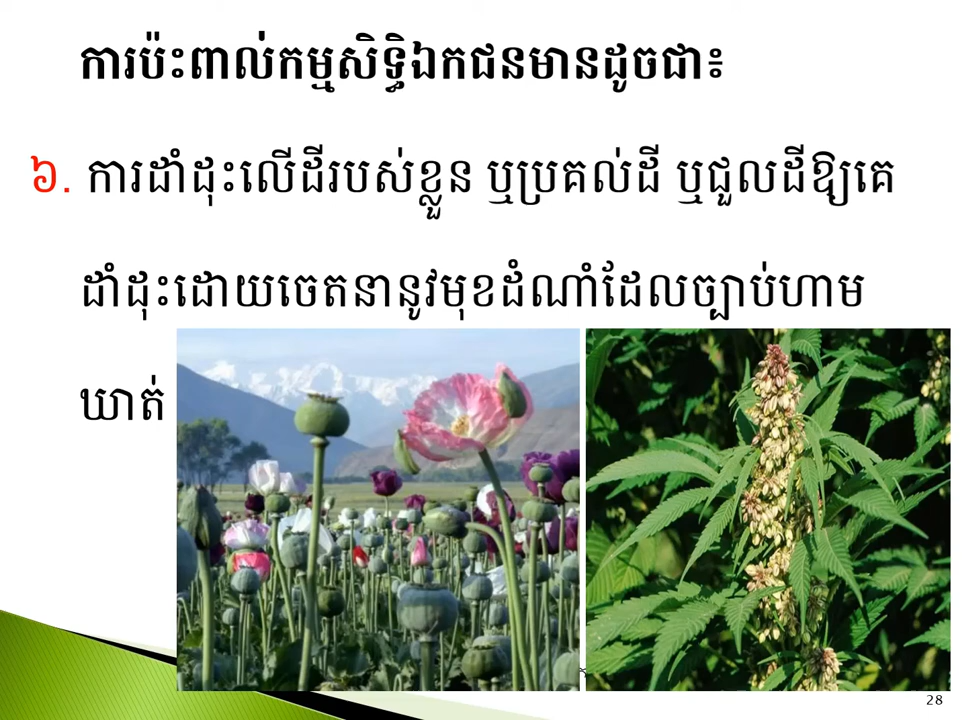 ការប៉ះពាល់កម្មសិទ្ធិឯកជនមានដូចជា៖
៦. ការដាំដុះលើដីរបស់ខ្លួន ឬប្រគល់ដី ឬជួលដីឱ្យគេ
ដាំដុះដោយចេតនានូវមុខដំណាំដែលច្បាប់ហាម
ឃាត់
28